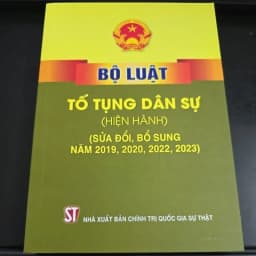 BỘ LUẬT
TỐ TỤNG DÂN SỰ
(HIỆN HÀNH)
(SỬA ĐỔI, BỔ SUNG
NĂM 2019, 2020, 2022, 2023)
ST
NHÀ XUẤT BẢN CHÍNH TRỊ QUỐC GIA SỰ THẬT